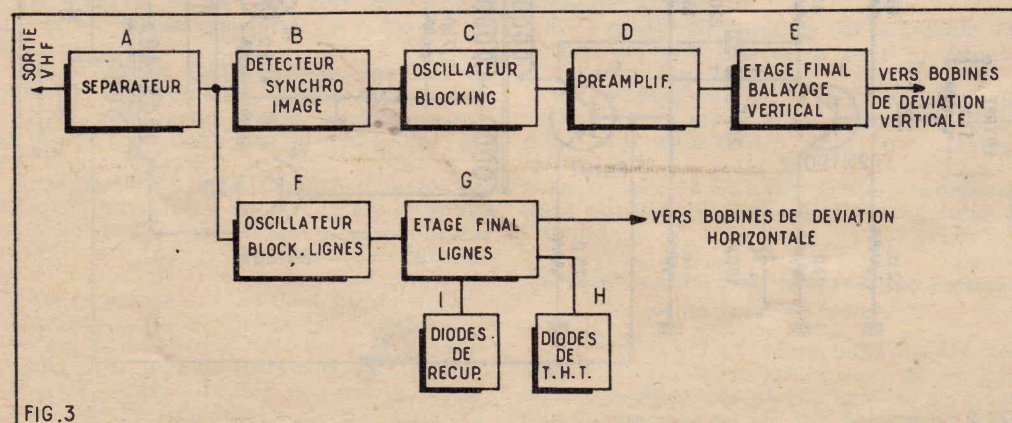 SORTIE
VHF
A
SEPARATEUR
B
DETECTEUR
SYNCHRO
IMAGE
C
OSCILLATEUR
BLOCKING
D
PREAMPLIF.
E
ETAGE FINAL
BALAYAGE
VERTICAL
VERS BOBINES
DE DEVIATION
VERTICALE
F
OSCILLATEUR
BLOCK. LIGNES
G
ETAGE FINAL
LIGNES
VERS BOBINES DE DEVIATION
HORIZONTALE
I
DIODES
DE
RECUP.
H
DIODES
DE
T.H.T.
FIG.3